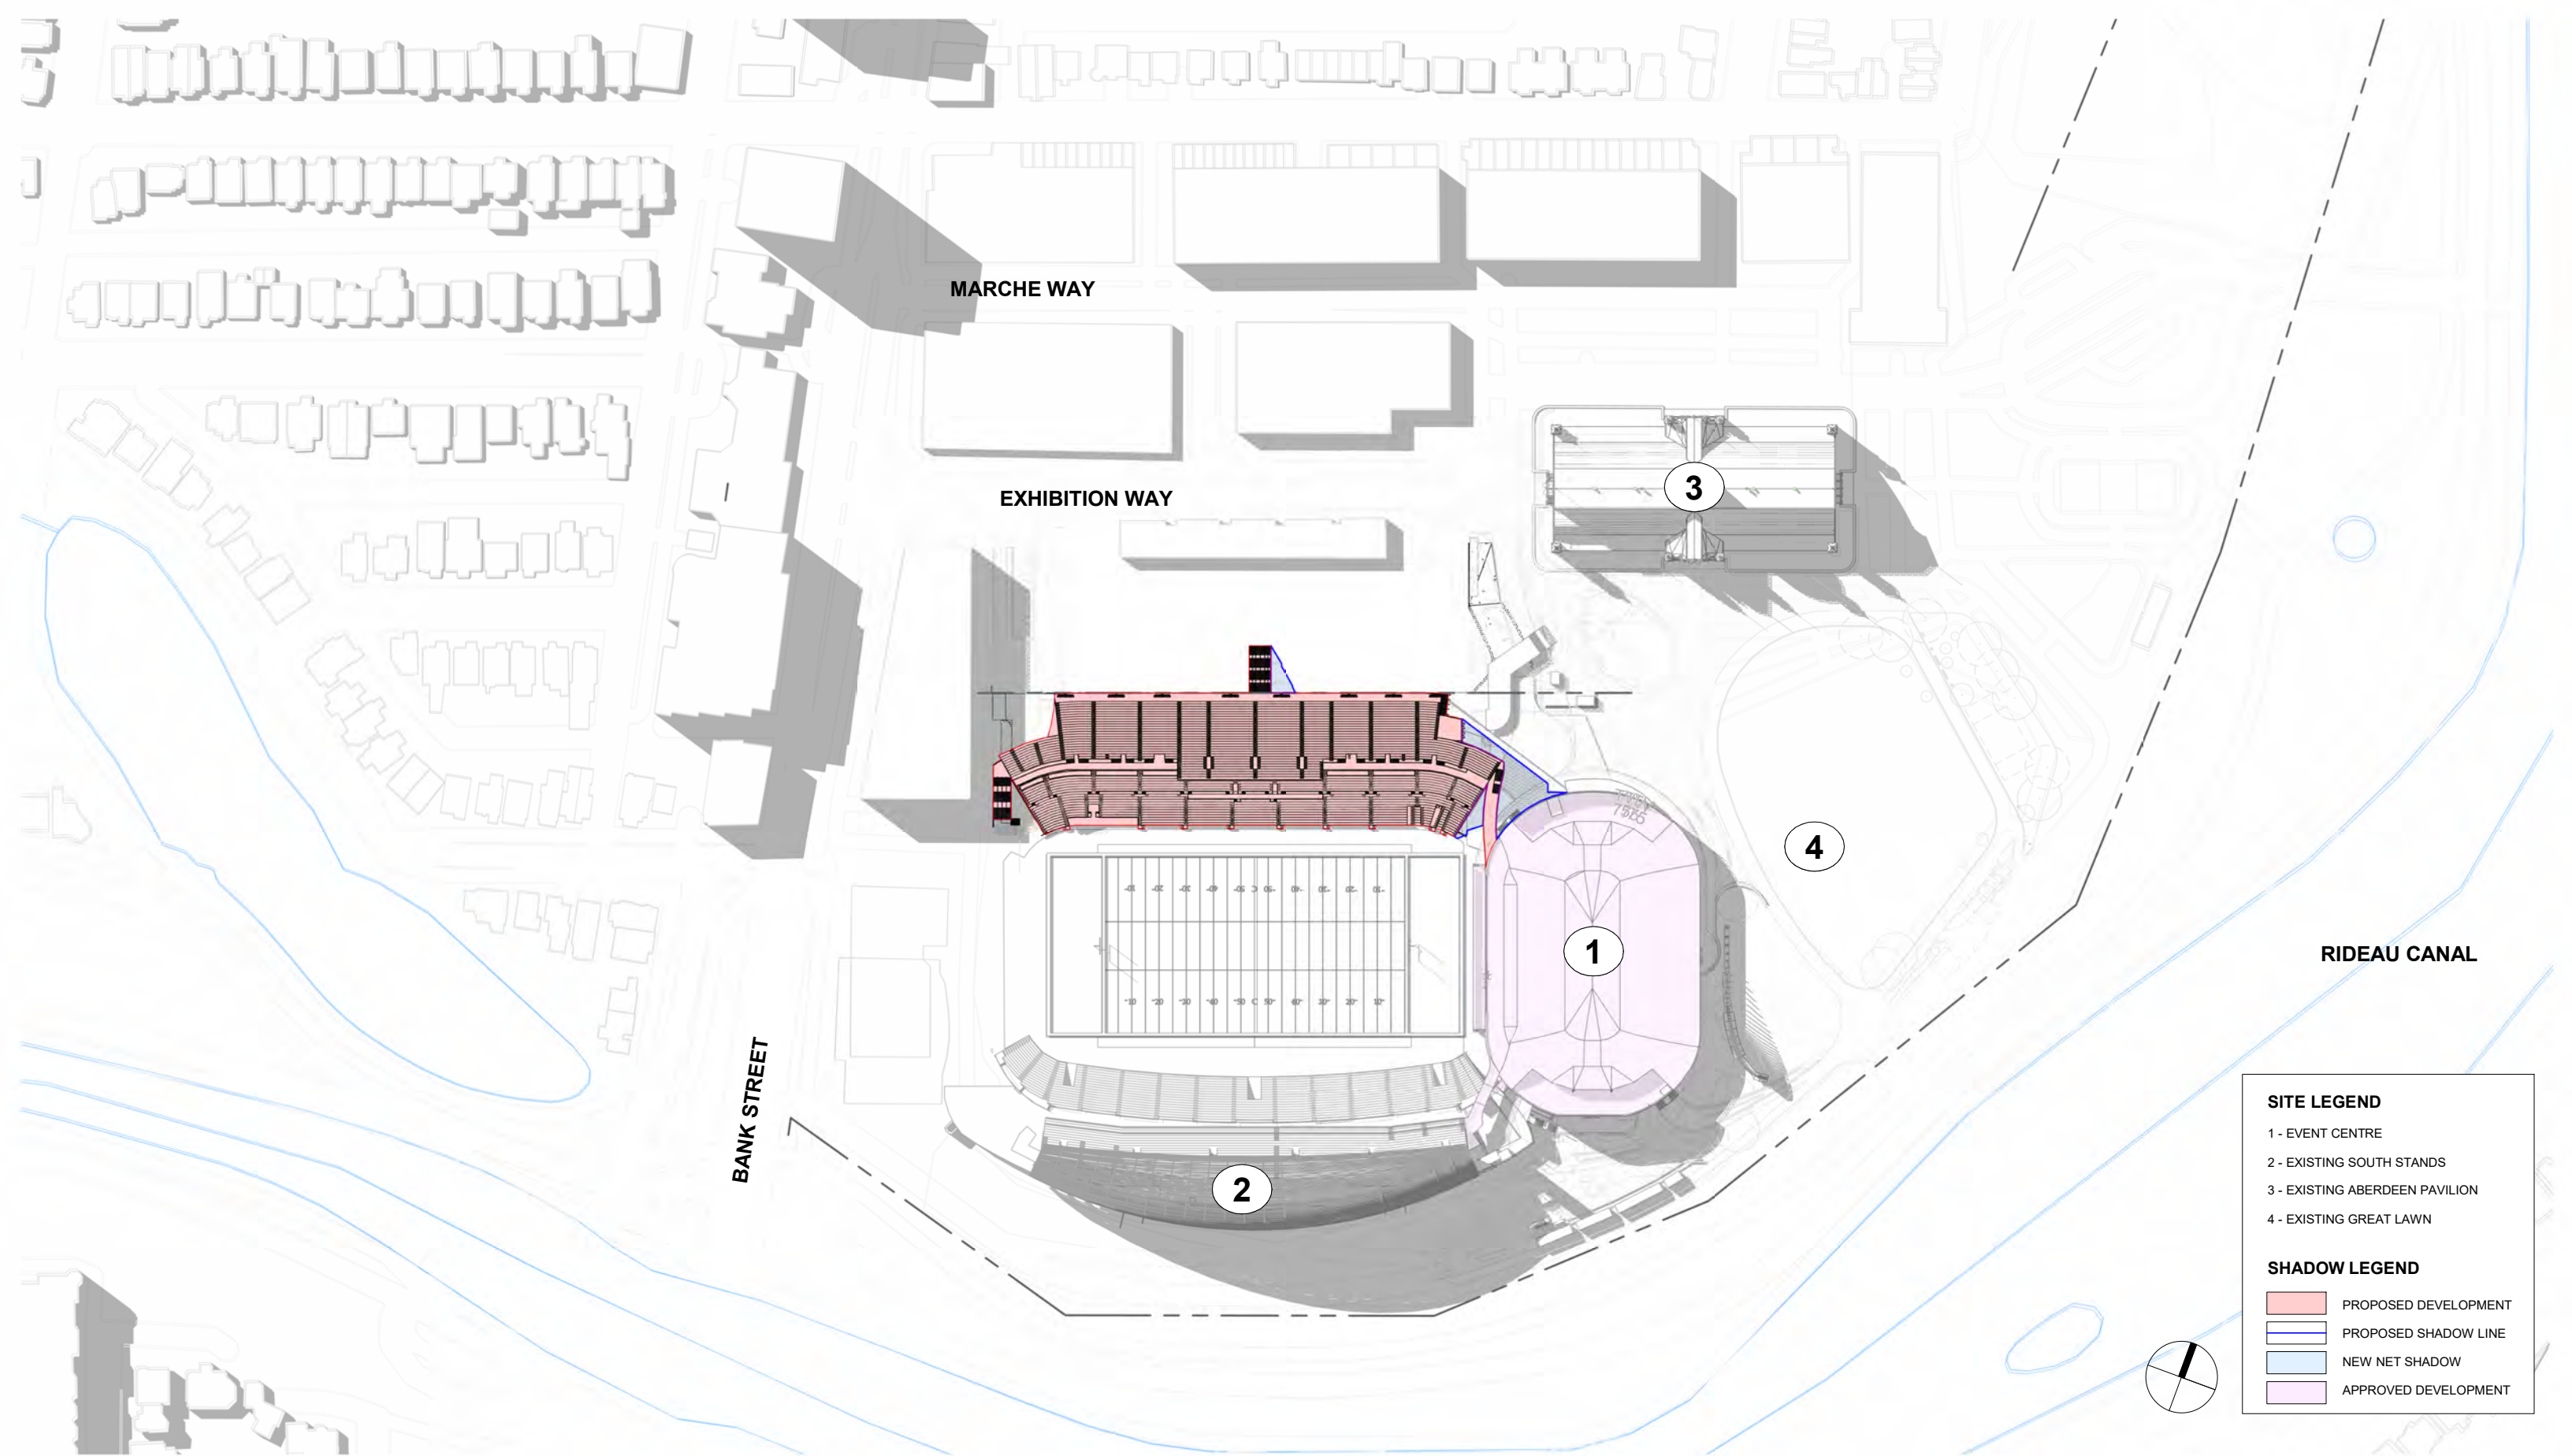 MARCHE WAY
EXHIBITION WAY
3
4
1
RIDEAU CANAL
BANK STREET
2
SITE LEGEND
1 - EVENT CENTRE
2 - EXISTING SOUTH STANDS
3 - EXISTING ABERDEEN PAVILION
4 - EXISTING GREAT LAWN
SHADOW LEGEND
PROPOSED DEVELOPMENT
PROPOSED SHADOW LINE
NEW NET SHADOW
APPROVED DEVELOPMENT